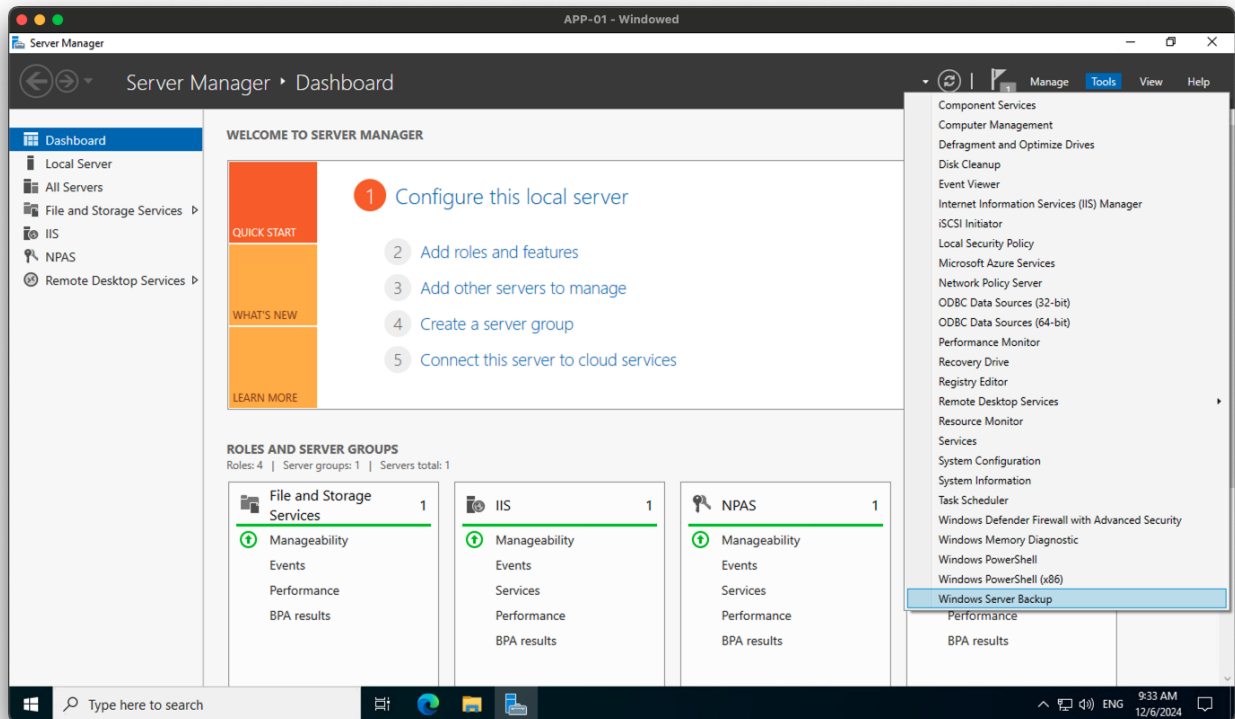 APP-01 - Windowed
Server Manager
Server Manager ‣ Dashboard
1
Manage
Tools
View
Help
Dashboard
Local Server
All Servers
File and Storage Services
IIS
NPAS
Remote Desktop Services
WELCOME TO SERVER MANAGER
QUICK START
WHAT'S NEW
LEARN MORE
1 Configure this local server
2 Add roles and features
3 Add other servers to manage
4 Create a server group
5 Connect this server to cloud services
ROLES AND SERVER GROUPS
Roles: 4 | Server groups: 1 | Servers total: 1
File and Storage Services 1
Manageability
Events
Performance
BPA results
IIS 1
Manageability
Events
Services
Performance
BPA results
NPAS 1
Manageability
Events
Services
Performance
BPA results
Performance
BPA results
Component Services
Computer Management
Defragment and Optimize Drives
Disk Cleanup
Event Viewer
Internet Information Services (IIS) Manager
iSCSI Initiator
Local Security Policy
Microsoft Azure Services
Network Policy Server
ODBC Data Sources (32-bit)
ODBC Data Sources (64-bit)
Performance Monitor
Recovery Drive
Registry Editor
Remote Desktop Services
Resource Monitor
Services
System Configuration
System Information
Task Scheduler
Windows Defender Firewall with Advanced Security
Windows Memory Diagnostic
Windows PowerShell
Windows PowerShell (x86)
Windows Server Backup
Type here to search
ENG
9:33 AM
12/6/2024